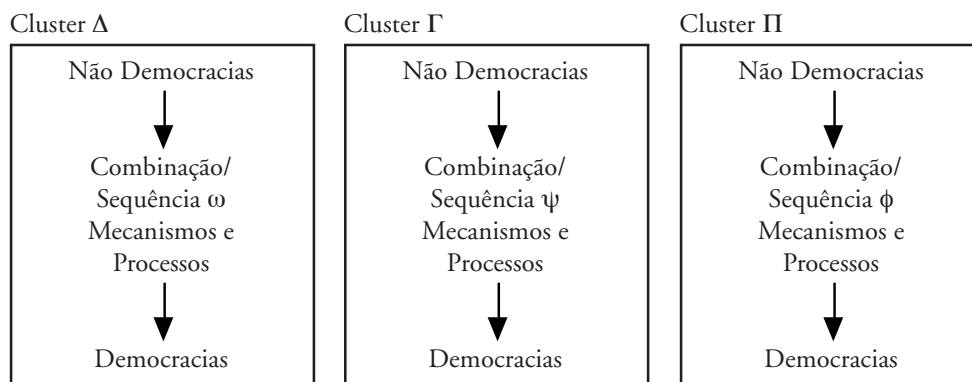 Cluster Δ
Não Democracias
Combinação/
Sequência ω
Mecanismos e
Processos
Democracias
Cluster Γ
Não Democracias
Combinação/
Sequência ψ
Mecanismos e
Processos
Democracias
Cluster Π
Não Democracias
Combinação/
Sequência ϕ
Mecanismos e
Processos
Democracias